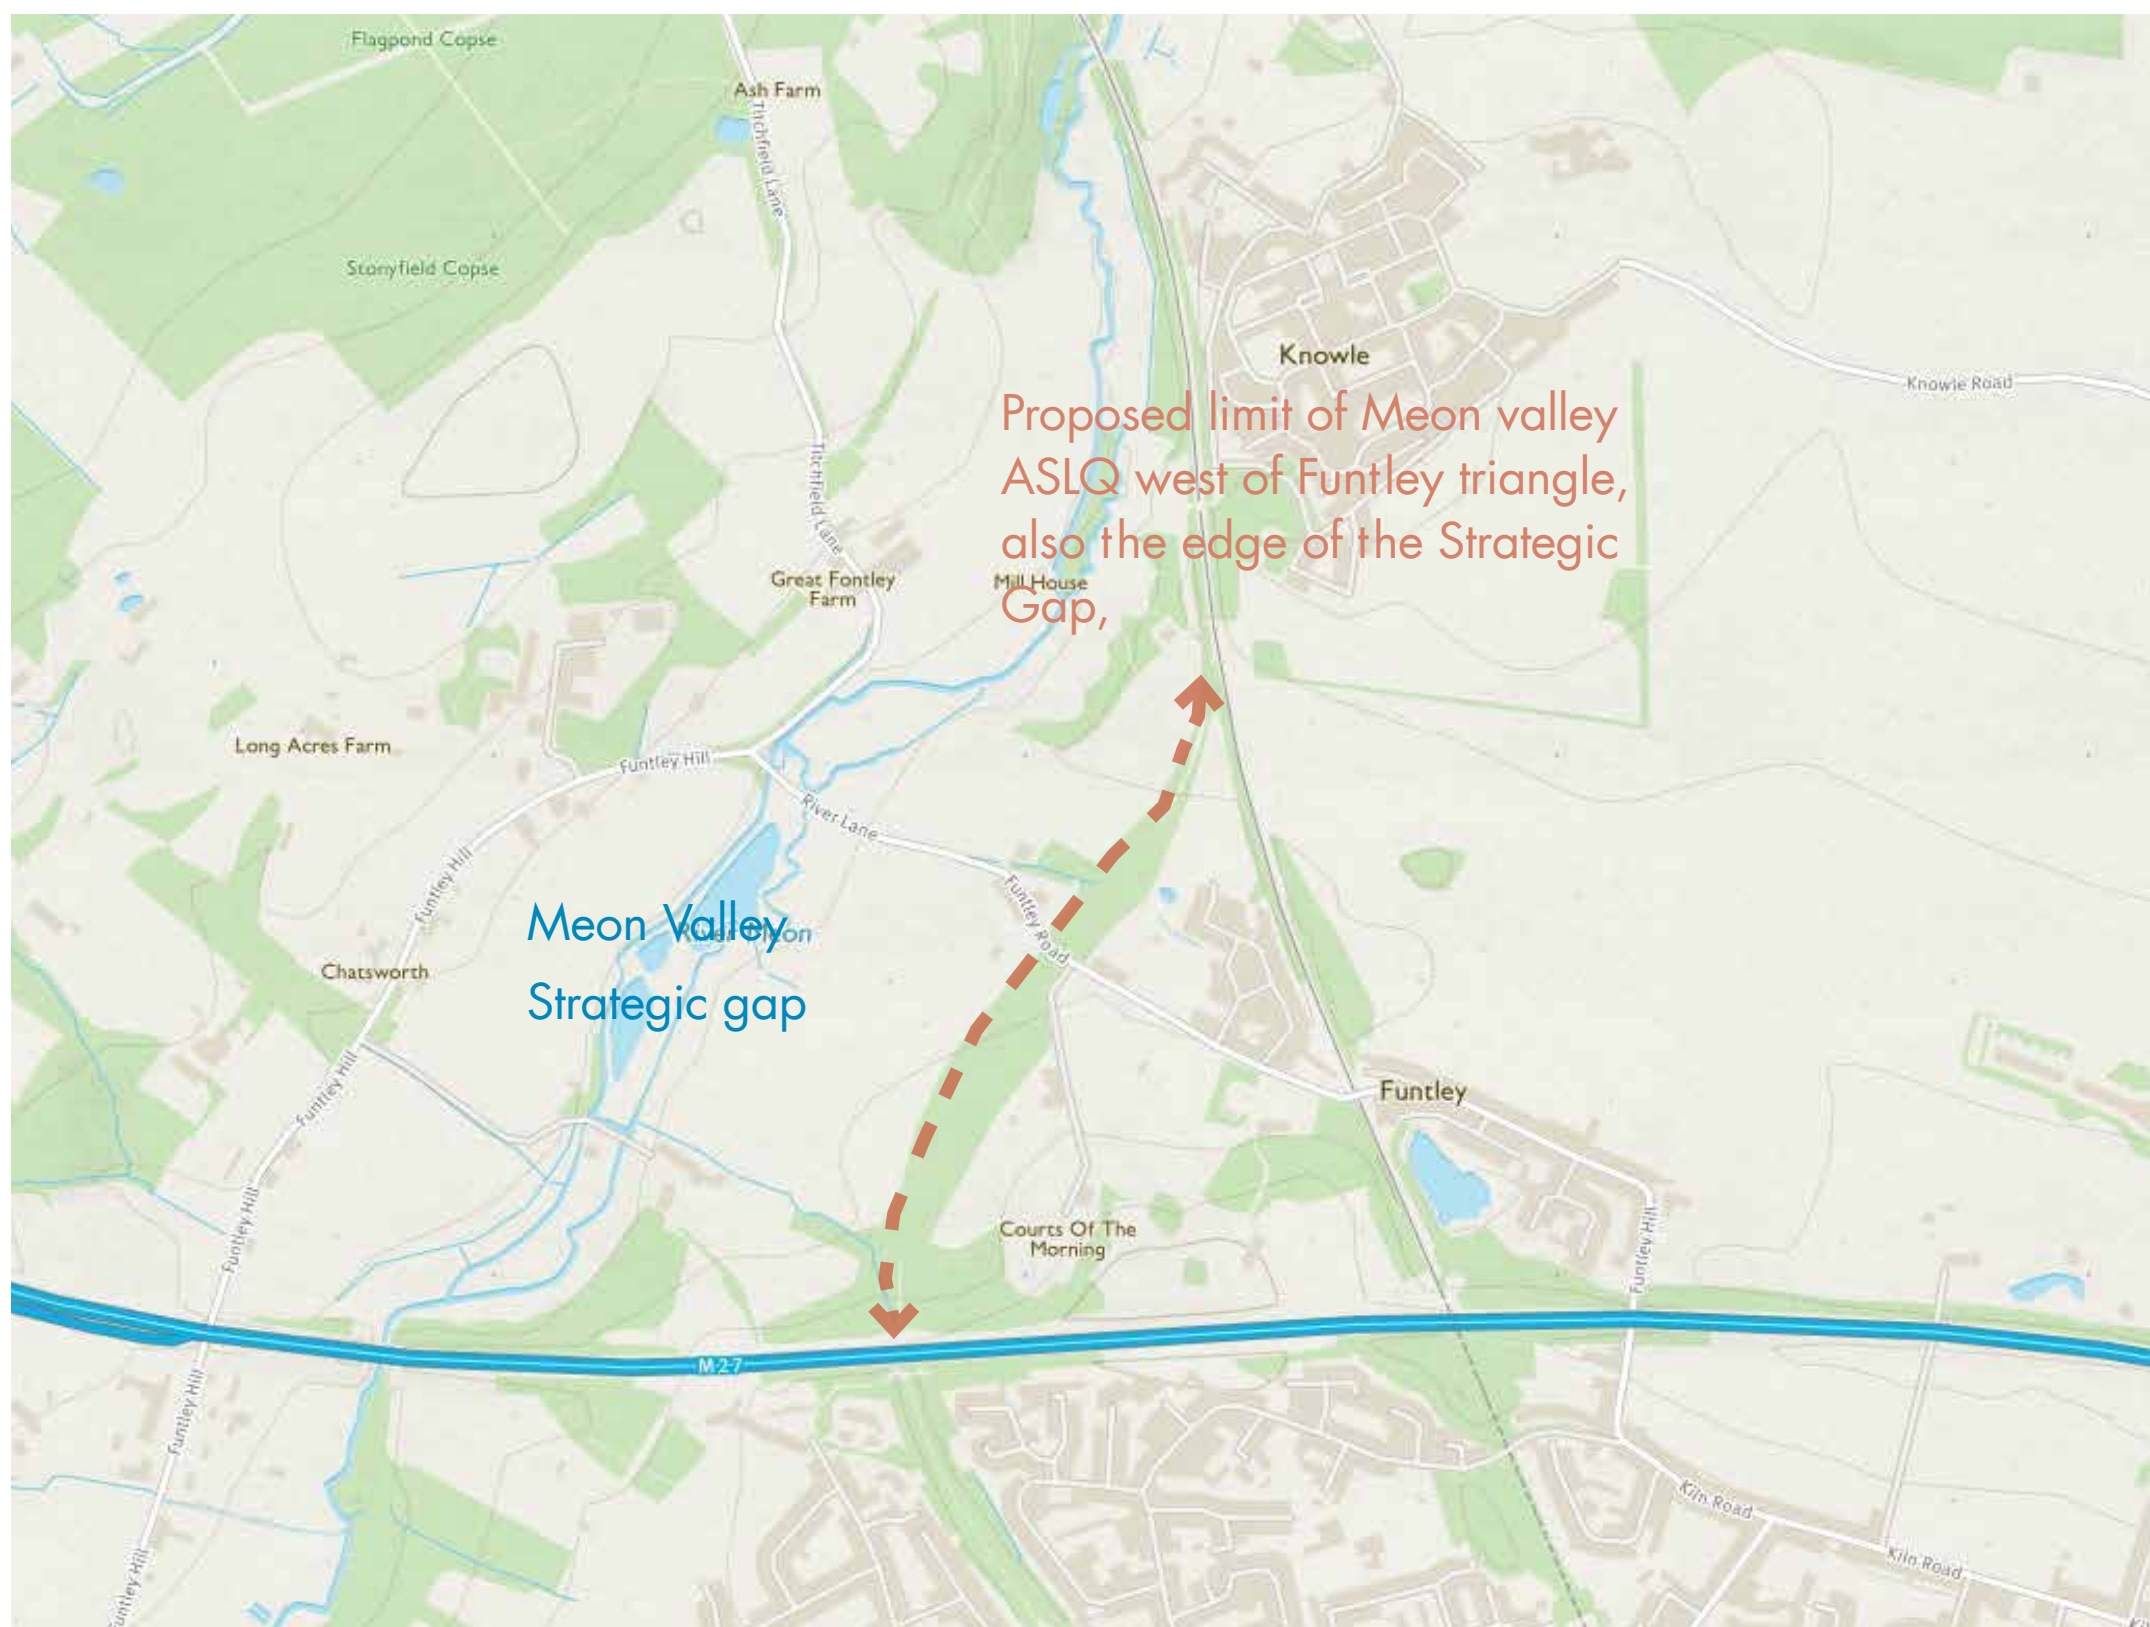 Flagpond Copse
Ash Farm
Titchfield Lane
Stonyfield Copse
Knowle
Knowle Road
Proposed limit of Meon valley
ASLQ west of Funtley triangle,
also the edge of the Strategic
Gap,
Titchfield Lane
Great Fontley
Farm
Mill House
Long Acres Farm
Funtley Hill
River Lane
Funtley Hill
Funtley Road
Meon Valley
River Meon
Strategic gap
Chatsworth
Funtley Hill
Funtley
Funtley Hill
Courts Of The
Morning
Funtley Hill
M27
Funtley Hill
Kiln Road
Kiln Road
Funtley Hill